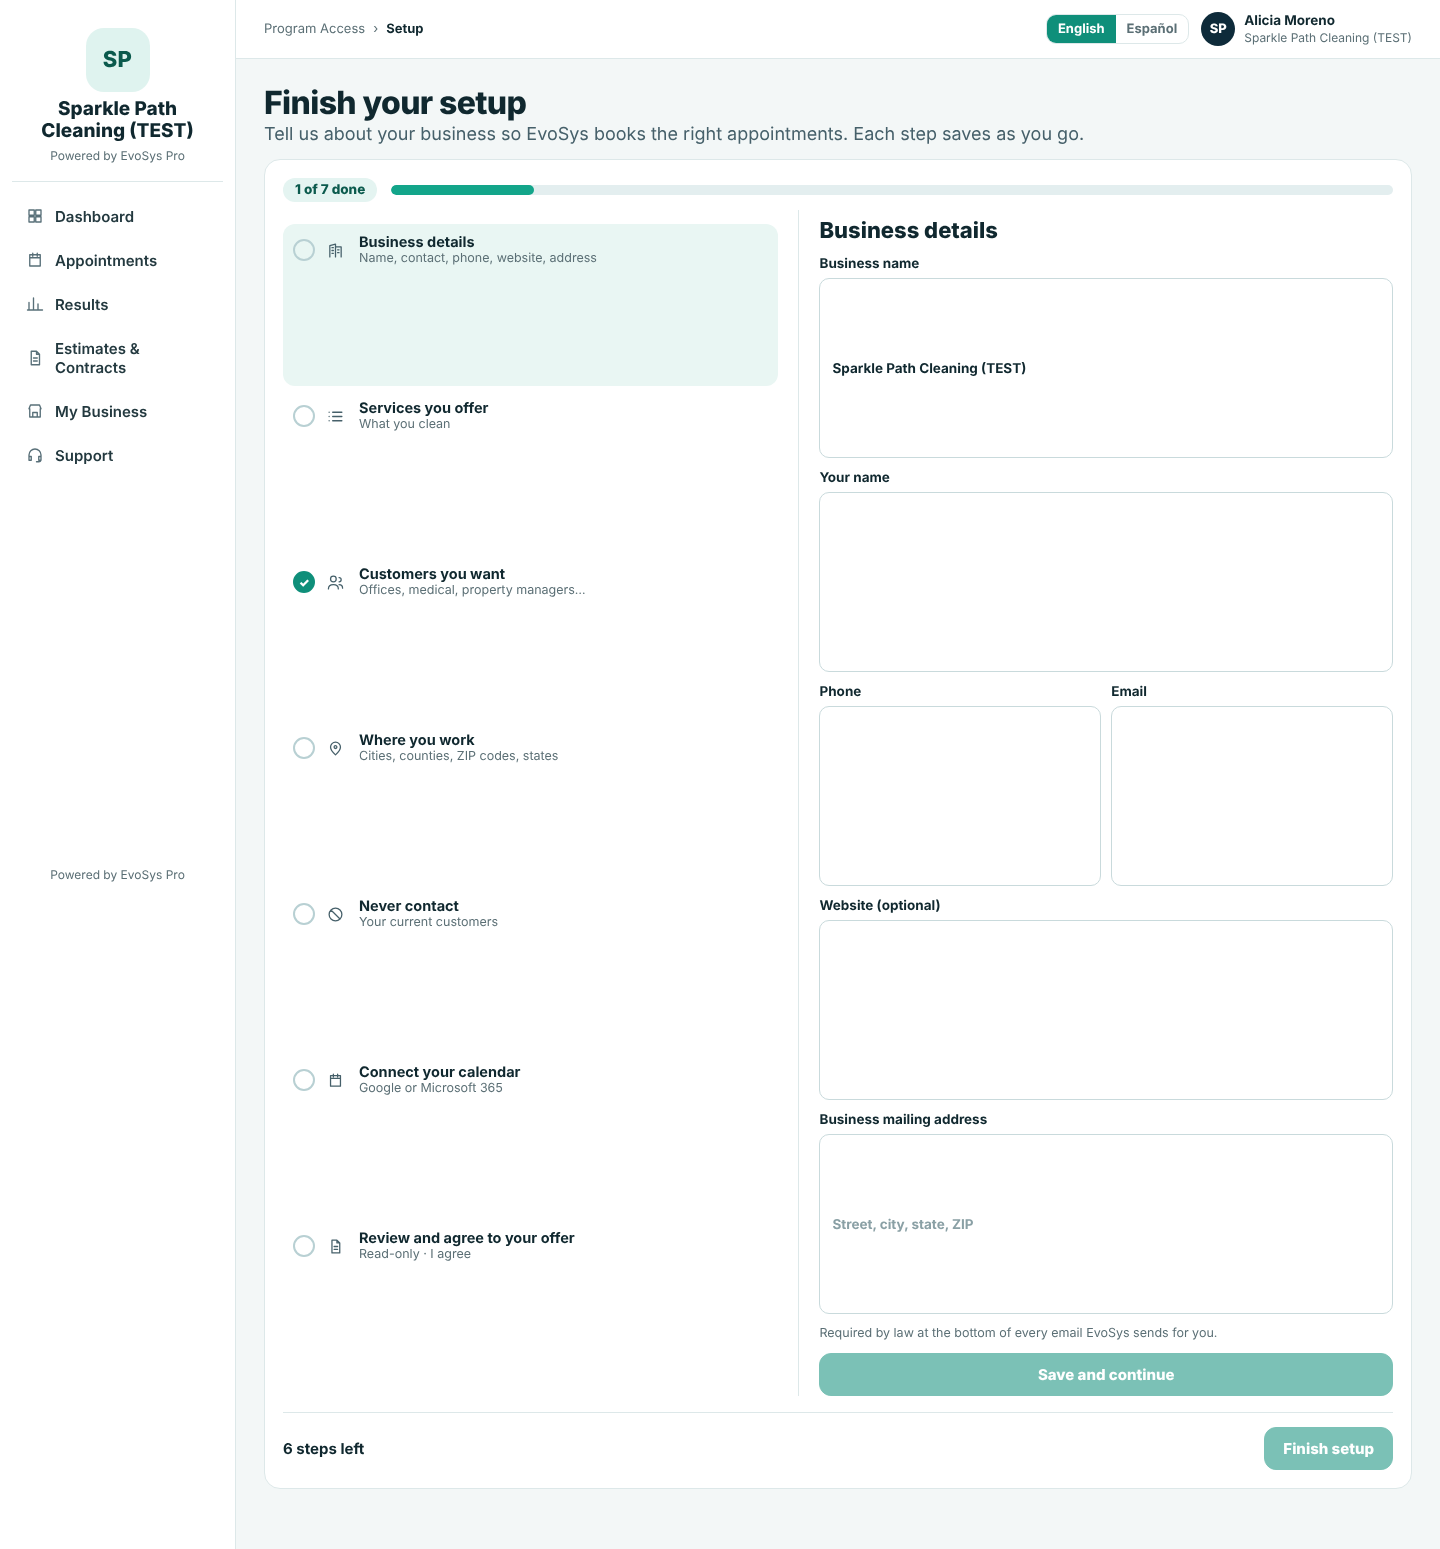 SP
Sparkle Path
Cleaning (TEST)
Powered by EvoSys Pro
Dashboard
Appointments
Results
Estimates &
Contracts
My Business
Support
Powered by EvoSys Pro
Program Access › Setup
English
Español
SP
Alicia Moreno
Sparkle Path Cleaning (TEST)
Finish your setup
Tell us about your business so EvoSys books the right appointments. Each step saves as you go.
1 of 7 done
Business details
Name, contact, phone, website, address
Services you offer
What you clean
Customers you want
Offices, medical, property managers...
Where you work
Cities, counties, ZIP codes, states
Never contact
Your current customers
Connect your calendar
Google or Microsoft 365
Review and agree to your offer
Read-only · I agree
Business details
Business name
Sparkle Path Cleaning (TEST)
Your name
Phone
Email
Website (optional)
Business mailing address
Street, city, state, ZIP
Required by law at the bottom of every email EvoSys sends for you.
Save and continue
6 steps left
Finish setup